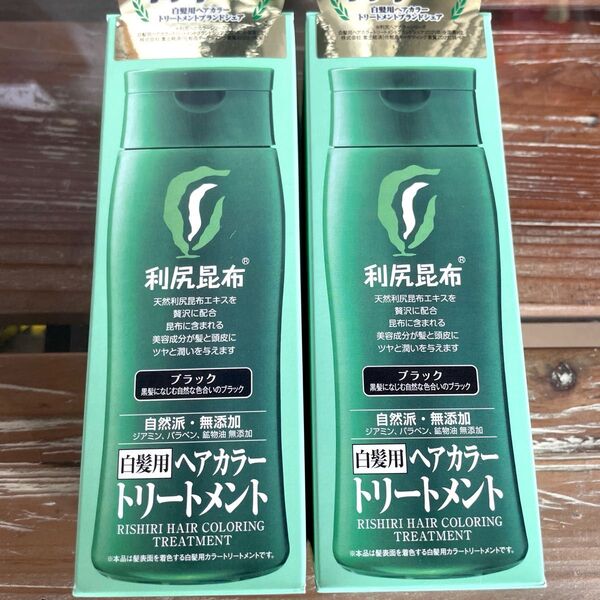 白髪用ヘアカラー
トリートメントブランドシェア
利尻昆布®
天然利尻昆布エキスを
贅沢に配合
昆布に含まれる
美容成分が髪と頭皮に
ツヤと潤いを与えます
ブラック
黒髪になじむ自然な色合いのブラック
自然派・無添加
ジアミン、パラベン、鉱物油 無添加
白髪用 ヘアカラー
トリートメント
RISHIRI HAIR COLORING
TREATMENT
※本品は髪表面を着色する白髪用カラートリートメントです。
白髪用ヘアカラー
トリートメントブランドシェア
利尻昆布®
天然利尻昆布エキスを
贅沢に配合
昆布に含まれる
美容成分が髪と頭皮に
ツヤと潤いを与えます
ブラック
黒髪になじむ自然な色合いのブラック
自然派・無添加
ジアミン、パラベン、鉱物油 無添加
白髪用 ヘアカラー
トリートメント
RISHIRI HAIR COLORING
TREATMENT
※本品は髪表面を着色する白髪用カラートリートメントです。